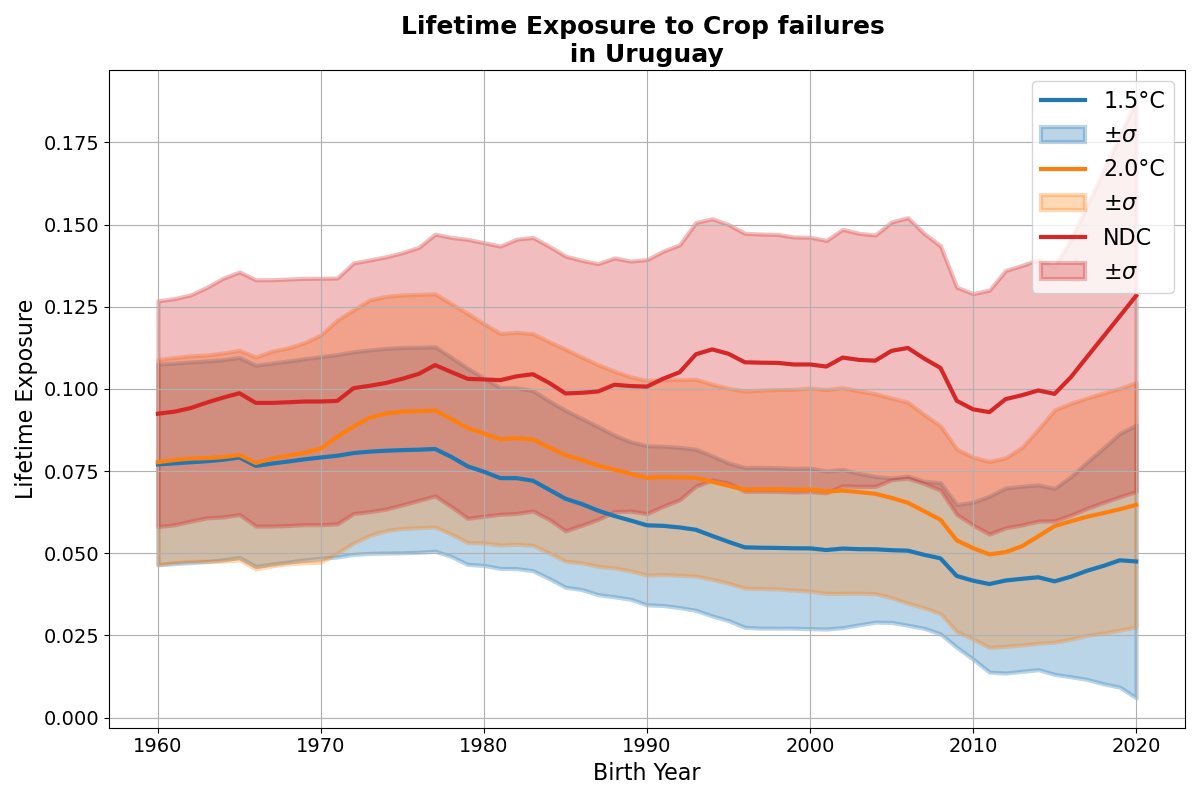 Lifetime Exposure to Crop failures
in Uruguay
Lifetime Exposure
0.175
0.150
0.125
0.100
0.075
0.050
0.025
0.000
1.5°C
±σ
2.0°C
±σ
NDC
±σ
1960
1970
1980
1990
2000
2010
2020
Birth Year